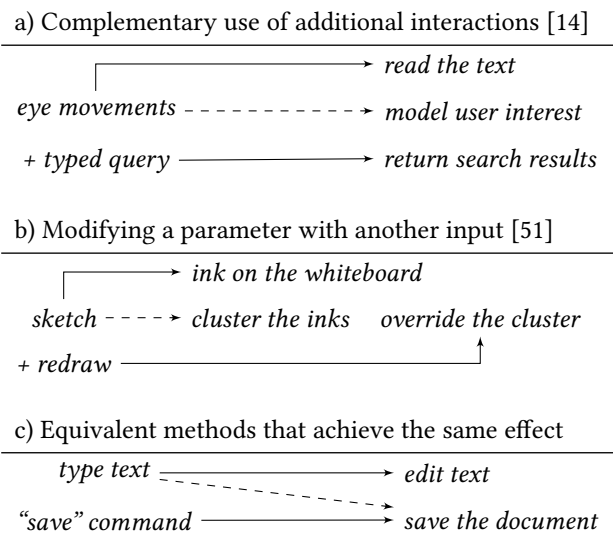 a) Complementary use of additional interactions [14]
read the text
eye movements model user interest
+ typed query return search results
b) Modifying a parameter with another input [51]
ink on the whiteboard
sketch cluster the inks override the cluster
+ redraw
c) Equivalent methods that achieve the same effect
type text edit text
“save” command save the document